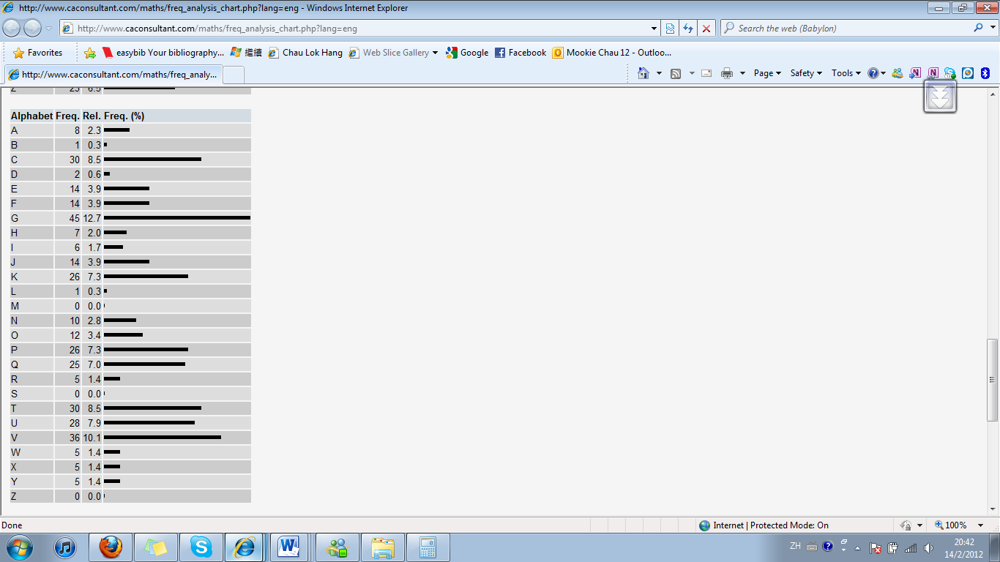 http://www.caconsultant.com/maths/freq_analysis_chart.php?lang=eng - Windows Internet Explorer
http://www.caconsultant.com/maths/freq_analysis_chart.php?lang=eng
Search the web (Babylon)
Favorites
easybib Your bibliography...
繼續
Chau Lok Hang
Web Slice Gallery
Google
Facebook
Mookie Chau 12 - Outloo...
http://www.caconsultant.com/maths/freq_analy...
Page
Safety
Tools
Z 23 6.5
Alphabet Freq. Rel. Freq. (%)
A 8 2.3
B 1 0.3
C 30 8.5
D 2 0.6
E 14 3.9
F 14 3.9
G 45 12.7
H 7 2.0
I 6 1.7
J 14 3.9
K 26 7.3
L 1 0.3
M 0 0.0
N 10 2.8
O 12 3.4
P 26 7.3
Q 25 7.0
R 5 1.4
S 0 0.0
T 30 8.5
U 28 7.9
V 36 10.1
W 5 1.4
X 5 1.4
Y 5 1.4
Z 0 0.0
Done
Internet | Protected Mode: On
100%
ZH
20:42
14/2/2012